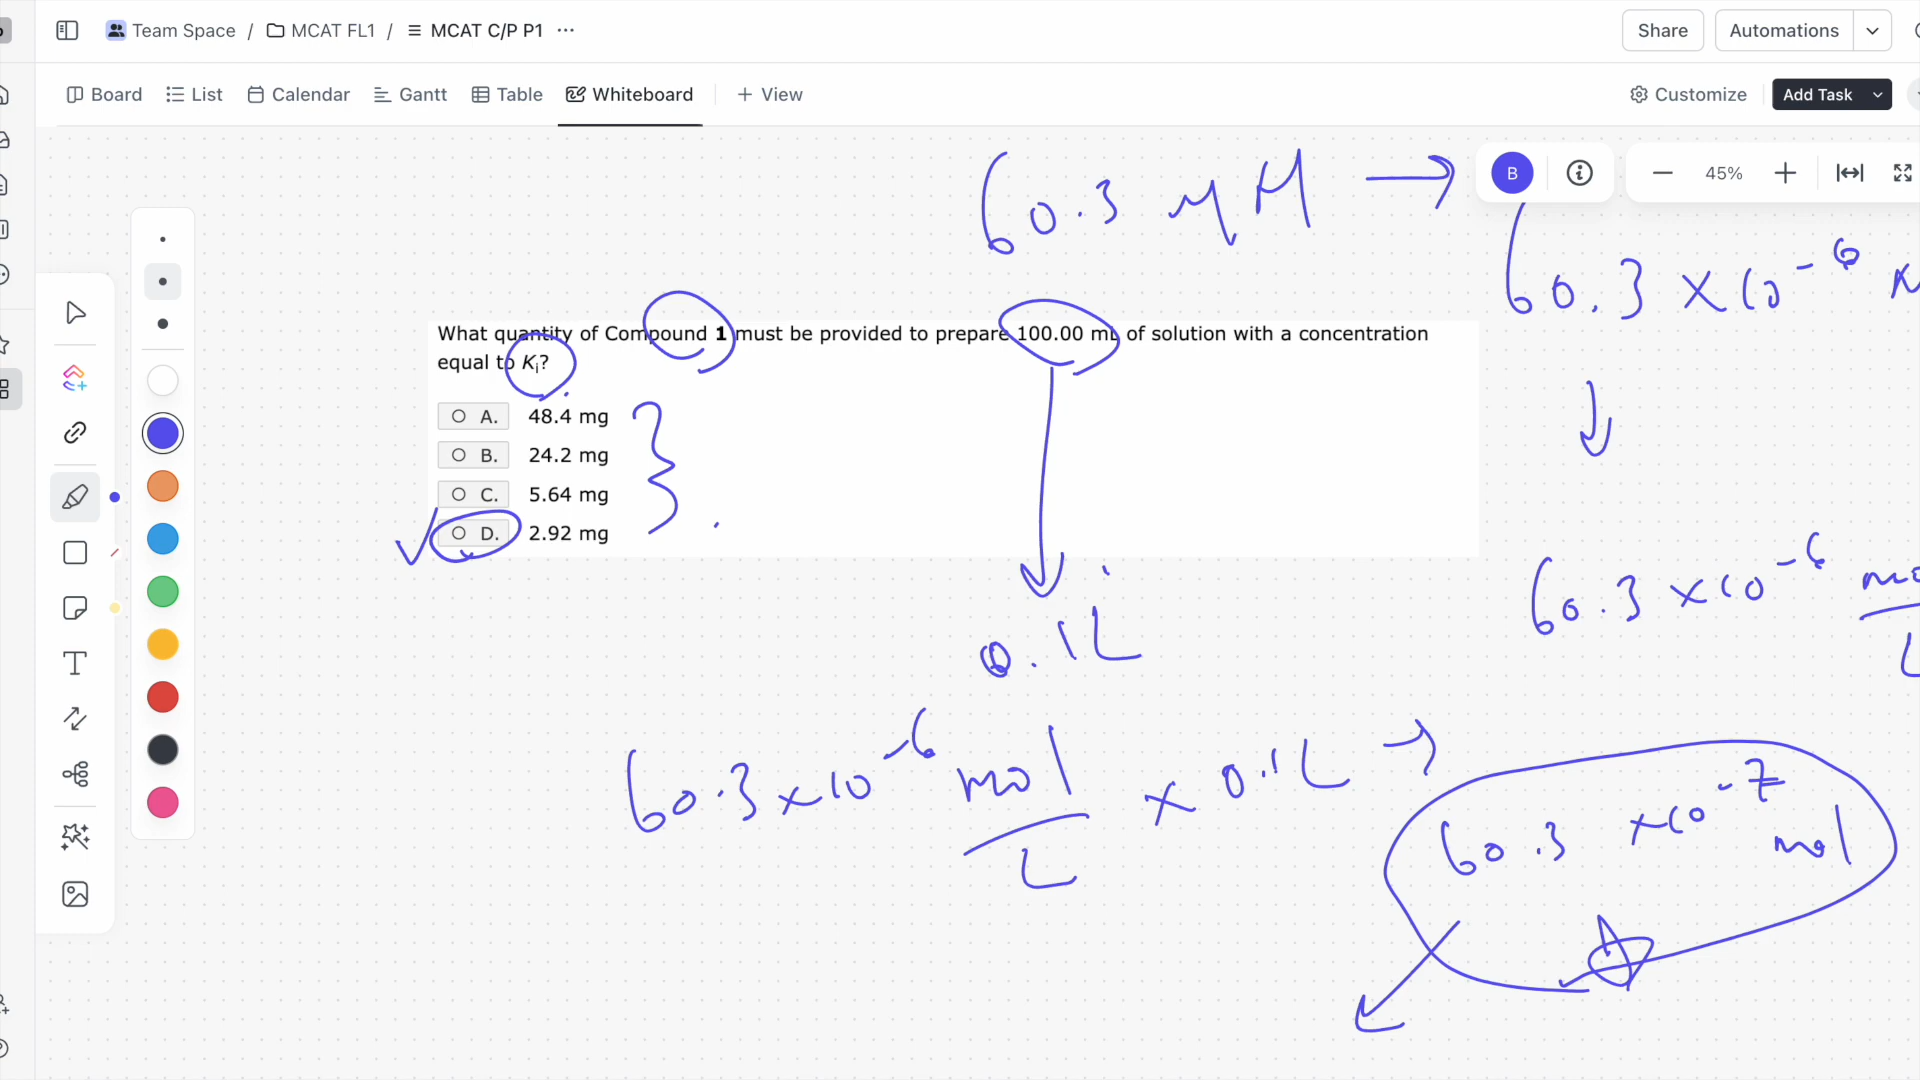 Team Space / MCAT FL1 / MCAT C/P P1 ...
Share
Automations
Board
List
Calendar
Gantt
Table
Whiteboard
+ View
Customize
Add Task
60.3 μM →
B
45%
60.3 × 10⁻⁶
What quantity of Compound 1 must be provided to prepare 100.00 mL of solution with a concentration
equal to Kᵢ?
A. 48.4 mg
B. 24.2 mg
C. 5.64 mg
D. 2.92 mg
60.3 × 10⁻⁶
L
0.1L
60.3 × 10⁻⁶ mol/L × 0.1L →
60.3 × 10⁻⁷ mol
T